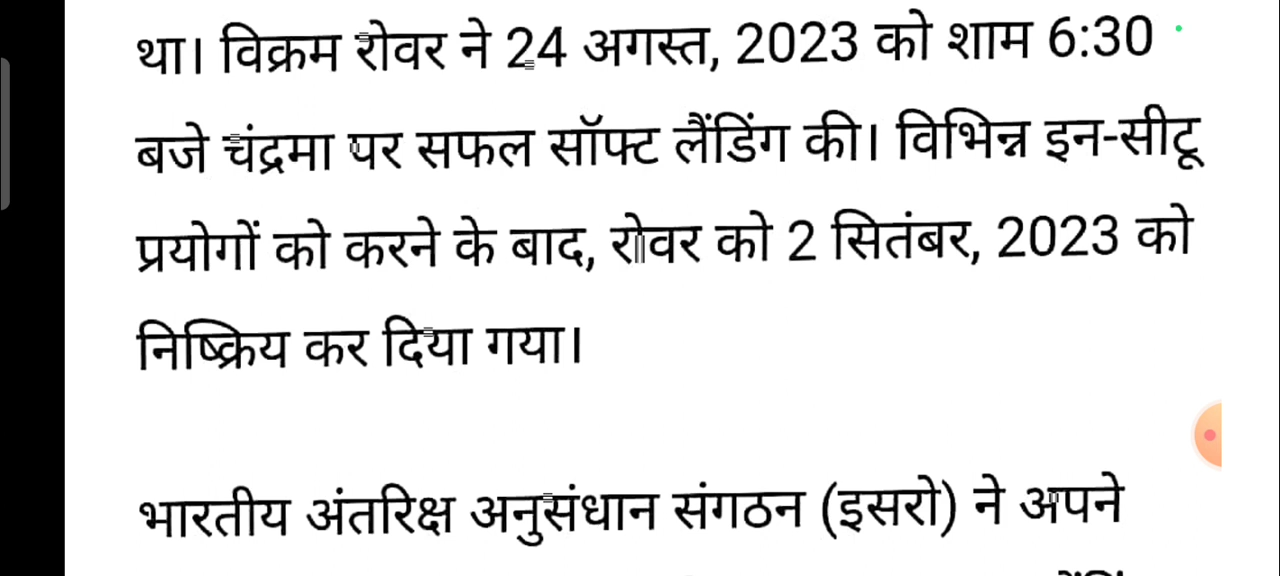 था। विक्रम रोवर ने 24 अगस्त, 2023 को शाम 6:30
बजे चंद्रमा पर सफल सॉफ्ट लैंडिंग की। विभिन्न इन-सीटू
प्रयोगों को करने के बाद, रोवर को 2 सितंबर, 2023 को
निष्क्रिय कर दिया गया।
भारतीय अंतरिक्ष अनुसंधान संगठन (इसरो) ने अपने